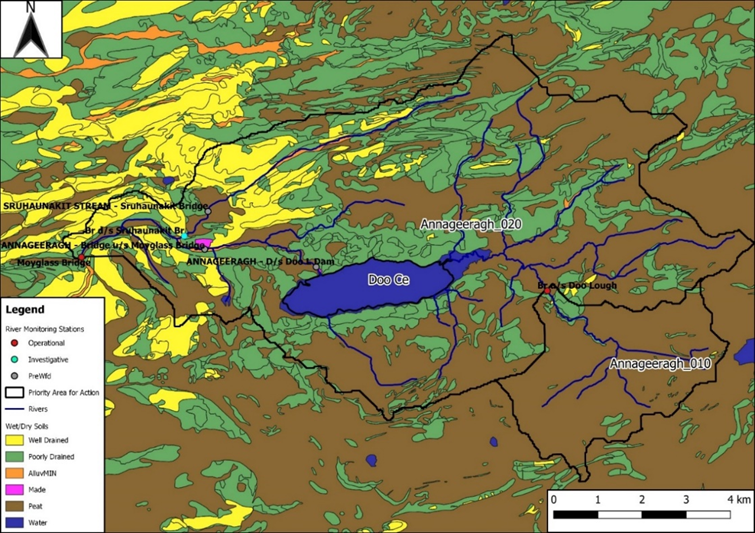 N
SRUHAUNAKIT STREAM - Sruhaunakit Bridge
Br d/s Sruhaunakit Br
ANNAGEERAGH - Bridge u/s Moyglass Bridge
Moyglass Bridge
ANNAGEERAGH - D/s Doo L Dam
Annageeragh_020
Doo Ce
Br u/s Doo Lough
Annageeragh_010
Legend
River Monitoring Stations
Operational
Investigative
PreWfd
Priority Area for Action
Rivers
Wet/Dry Soils
Well Drained
Poorly Drained
AlluvMIN
Made
Peat
Water
0 1 2 3 4 km